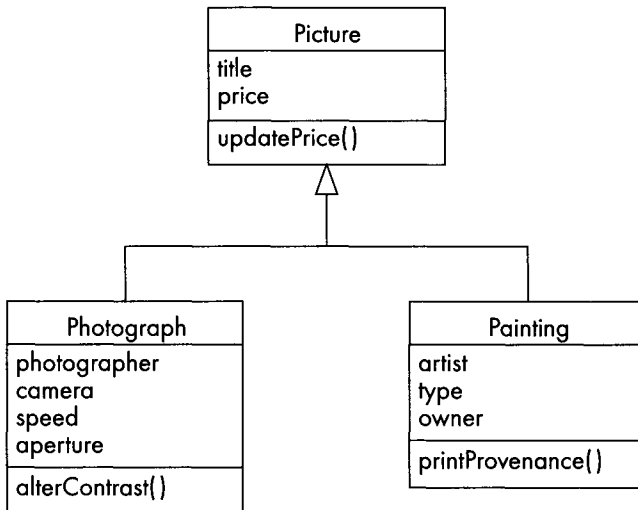 Picture
title
price
updatePrice()
Photograph
photographer
camera
speed
aperture
alterContrast()
Painting
artist
type
owner
printProvenance()